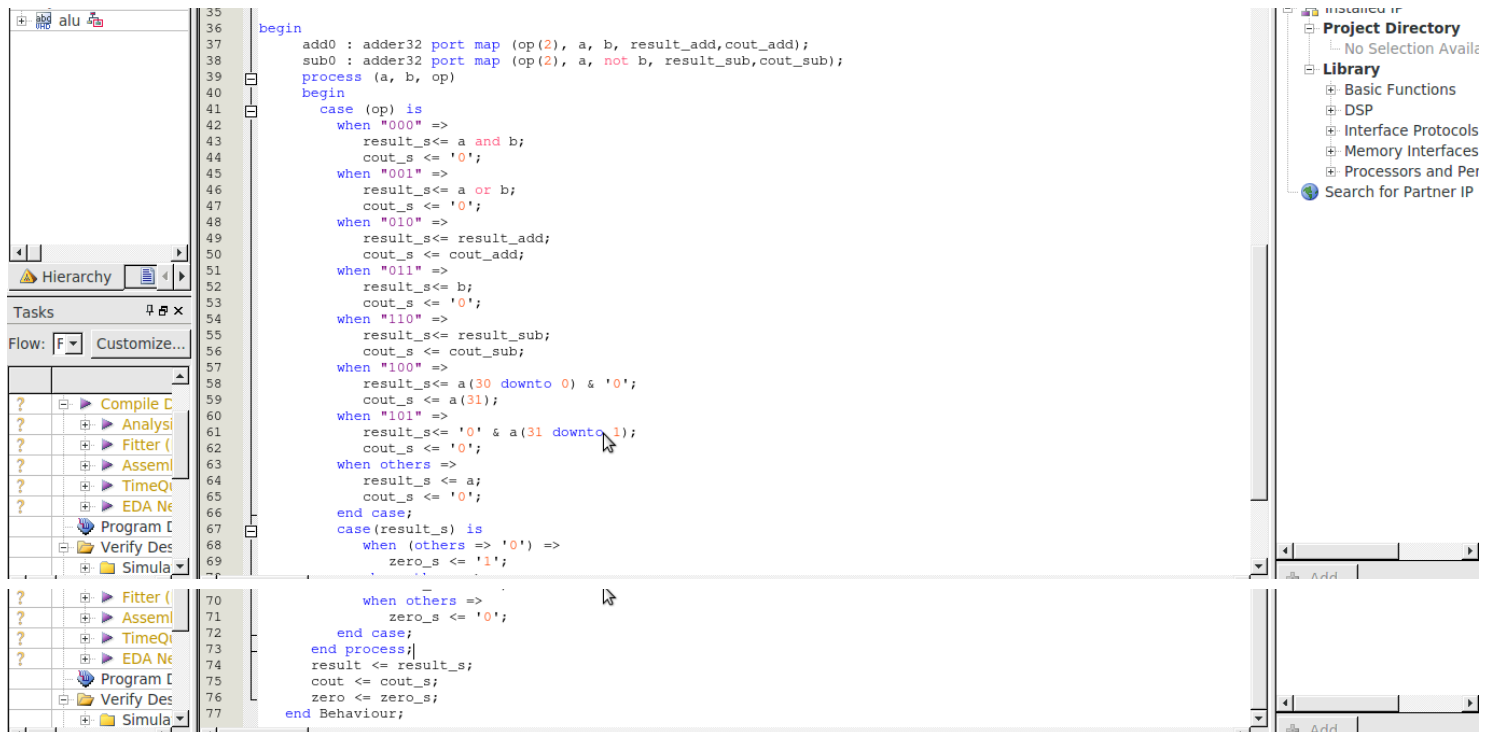 alu
35
36 begin
37 add0 : adder32 port map (op(2), a, b, result_add,cout_add);
38 sub0 : adder32 port map (op(2), a, not b, result_sub,cout_sub);
39 process (a, b, op)
40 begin
41 case (op) is
42 when "000" =>
43 result_s<= a and b;
44 cout_s <= '0';
45 when "001" =>
46 result_s<= a or b;
47 cout_s <= '0';
48 when "010" =>
49 result_s<= result_add;
50 cout_s <= cout_add;
51 when "011" =>
52 result_s<= b;
53 cout_s <= '0';
54 when "110" =>
55 result_s<= result_sub;
56 cout_s <= cout_sub;
57 when "100" =>
58 result_s<= a(30 downto 0) & '0';
59 cout_s <= a(31);
60 when "101" =>
61 result_s<= '0' & a(31 downto 1);
62 cout_s <= '0';
63 when others =>
64 result_s <= a;
65 cout_s <= '0';
66 end case;
67 case(result_s) is
68 when (others => '0') =>
69 zero_s <= '1';
70 when others =>
71 zero_s <= '0';
72 end case;
73 end process;
74 result <= result_s;
75 cout <= cout_s;
76 zero <= zero_s;
77 end Behaviour;
Hierarchy
Tasks
Flow: F Customize...
? Compile D
? Analysi
? Fitter (
? Asseml
? TimeQu
? EDA Ne
Program D
Verify Des
Simula
? Fitter (
? Asseml
? TimeQu
? EDA Ne
Program D
Verify Des
Simula
Installed IP
Project Directory
No Selection Availa
Library
Basic Functions
DSP
Interface Protocols
Memory Interfaces
Processors and Per
Search for Partner IP
Add
Add